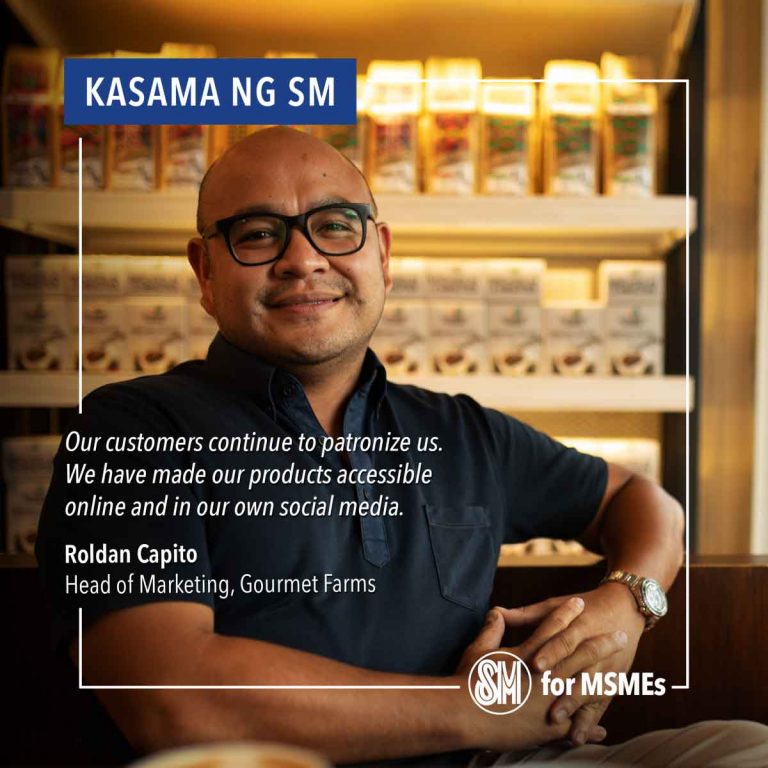 KASAMA NG SM
Our customers continue to patronize us.
We have made our products accessible
online and in our own social media.
Roldan Capito
Head of Marketing, Gourmet Farms
SM for MSMEs